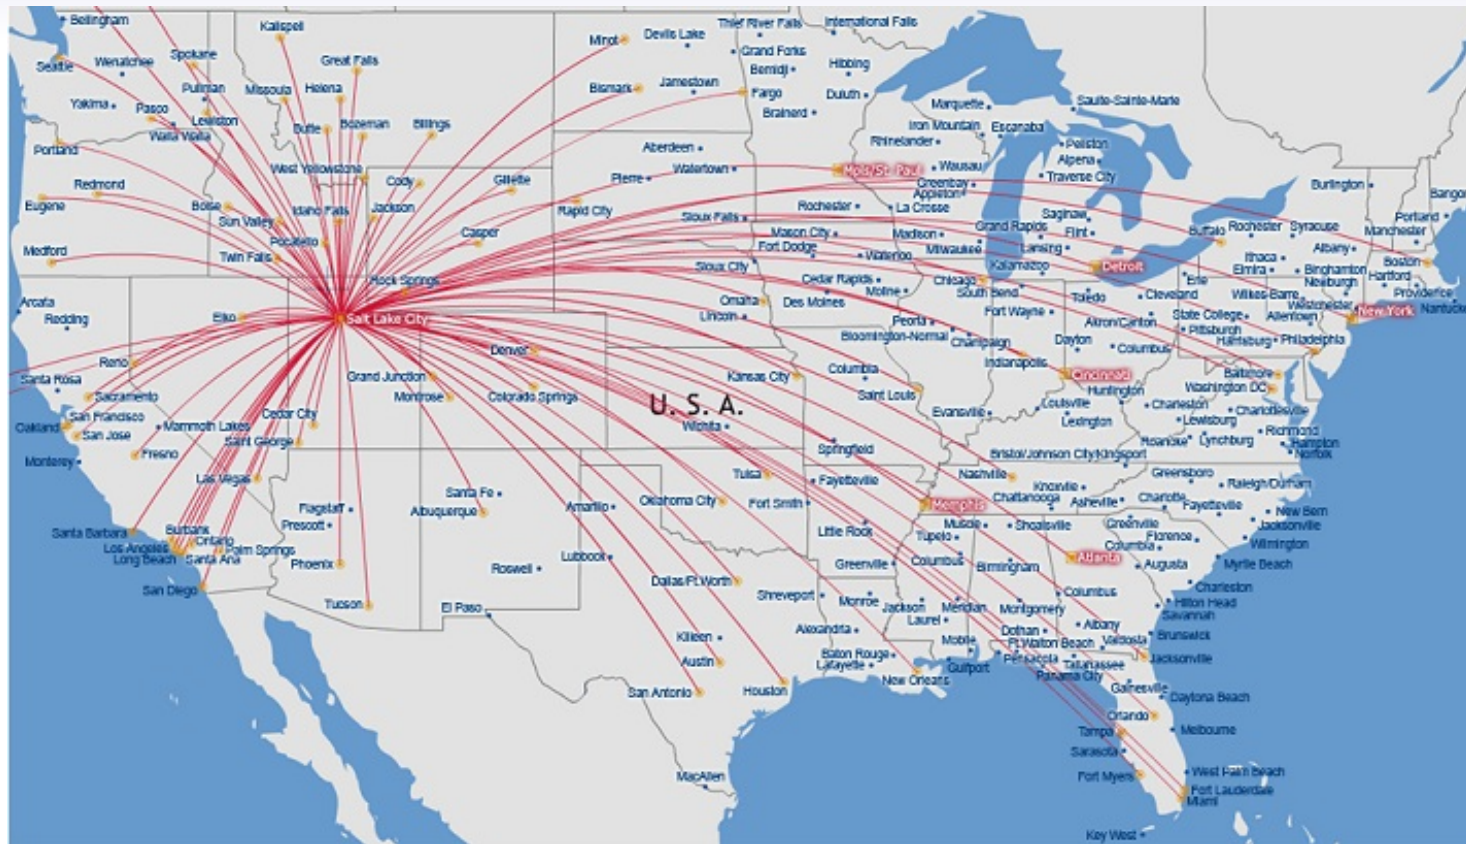 Bellingham
Kalispell
Thief River Falls
International Falls
Seattle
Wenatchee
Spokane
Great Falls
Minot
Devils Lake
Grand Forks
Bemidji
Hibbing
Yakima
Pasco
Pullman
Lewiston
Walla Walla
Missoula
Helena
Bismark
Jamestown
Fargo
Duluth
Brainerd
Marquette
Saulte-Sainte-Marie
Portland
Butte
Bozeman
Billings
Aberdeen
Iron Mountain
Escanaba
Rhinelander
Pellston
Alpena
Traverse City
Redmond
Eugene
Boise
Sun Valley
West Yellowstone
Idaho Falls
Cody
Jackson
Gillette
Rapid City
Pierre
Watertown
Mpls/St. Paul
Wausau
Greenbay
Appleton
Burlington
Bangor
Medford
Twin Falls
Pocatello
Casper
Sioux Falls
Rochester
La Crosse
Mason City
Fort Dodge
Waterloo
Madison
Milwaukee
Grand Rapids
Saginaw
Flint
Lansing
Kalamazoo
Detroit
Buffalo
Rochester
Syracuse
Albany
Portland
Manchester
Boston
Arcata
Redding
Elko
Rock Springs
Salt Lake City
Sioux City
Omaha
Lincoln
Des Moines
Cedar Rapids
Moline
Chicago
South Bend
Fort Wayne
Toledo
Cleveland
Akron/Canton
Erie
Ithaca
Elmira
Binghamton
Newburgh
Hartford
Providence
Wilkes-Barre
Westchester
New York
Nantucket
Allentown
State College
Pittsburgh
Harrisburg
Philadelphia
Reno
Santa Rosa
Sacramento
San Francisco
Oakland
San Jose
Mammoth Lakes
Fresno
Monterey
Cedar City
Saint George
Grand Junction
Montrose
Denver
Colorado Springs
U. S. A.
Wichita
Kansas City
Columbia
Saint Louis
Peoria
Bloomington-Normal
Champaign
Indianapolis
Dayton
Columbus
Cincinnati
Huntington
Baltimore
Washington DC
Evansville
Louisville
Lexington
Charleston
Lewisburg
Charlottesville
Richmond
Roanoke
Lynchburg
Hampton
Norfolk
Las Vegas
Flagstaff
Prescott
Santa Fe
Albuquerque
Amarillo
Tulsa
Oklahoma City
Springfield
Fayetteville
Fort Smith
Little Rock
Memphis
Nashville
Bristol/Johnson City/Kingsport
Knoxville
Chattanooga
Asheville
Greensboro
Raleigh/Durham
Charlotte
Fayetteville
New Bern
Jacksonville
Wilmington
Santa Barbara
Burbank
Los Angeles
Ontario
Long Beach
Santa Ana
Palm Springs
San Diego
Phoenix
Tucson
Roswell
Lubbock
El Paso
Dallas/Ft.Worth
Shreveport
Monroe
Greenville
Muscle
Shoalsville
Tupelo
Columbus
Birmingham
Atlanta
Greenville
Columbia
Florence
Augusta
Myrtle Beach
Charleston
Hilton Head
Savannah
Jackson
Meridian
Laurel
Montgomery
Columbus
Albany
Dothan
Ft.Walton Beach
Valdosta
Brunswick
Killeen
Austin
San Antonio
Houston
Alexandria
Baton Rouge
Lafayette
New Orleans
Mobile
Gulfport
Pensacola
Tallanassee
Panama City
Jacksonville
Gainesville
Daytona Beach
Orlando
Melbourne
Tampa
Sarasota
Fort Myers
West Palm Beach
Fort Lauderdale
Miami
MacAllen
Key West